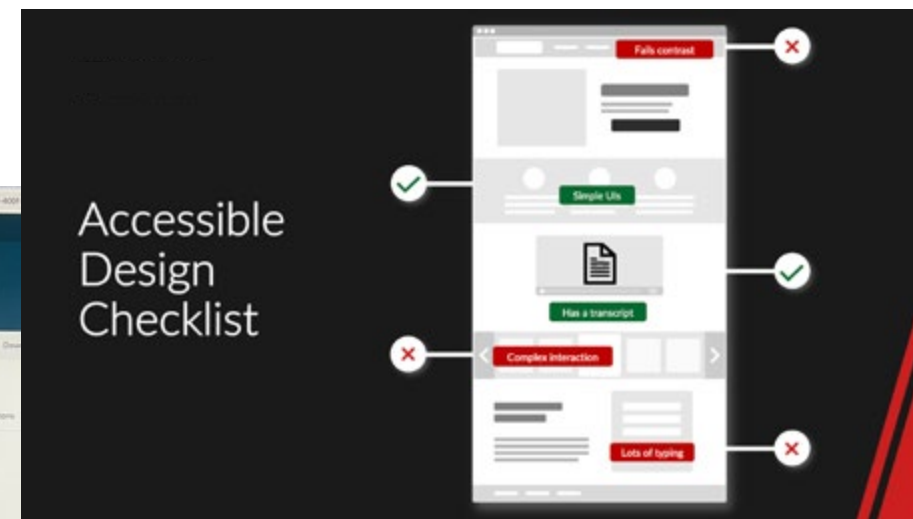 Accessible
Design
Checklist
Fails contrast
Simple UIs
Has a transcript
Complex interaction
Lots of typing